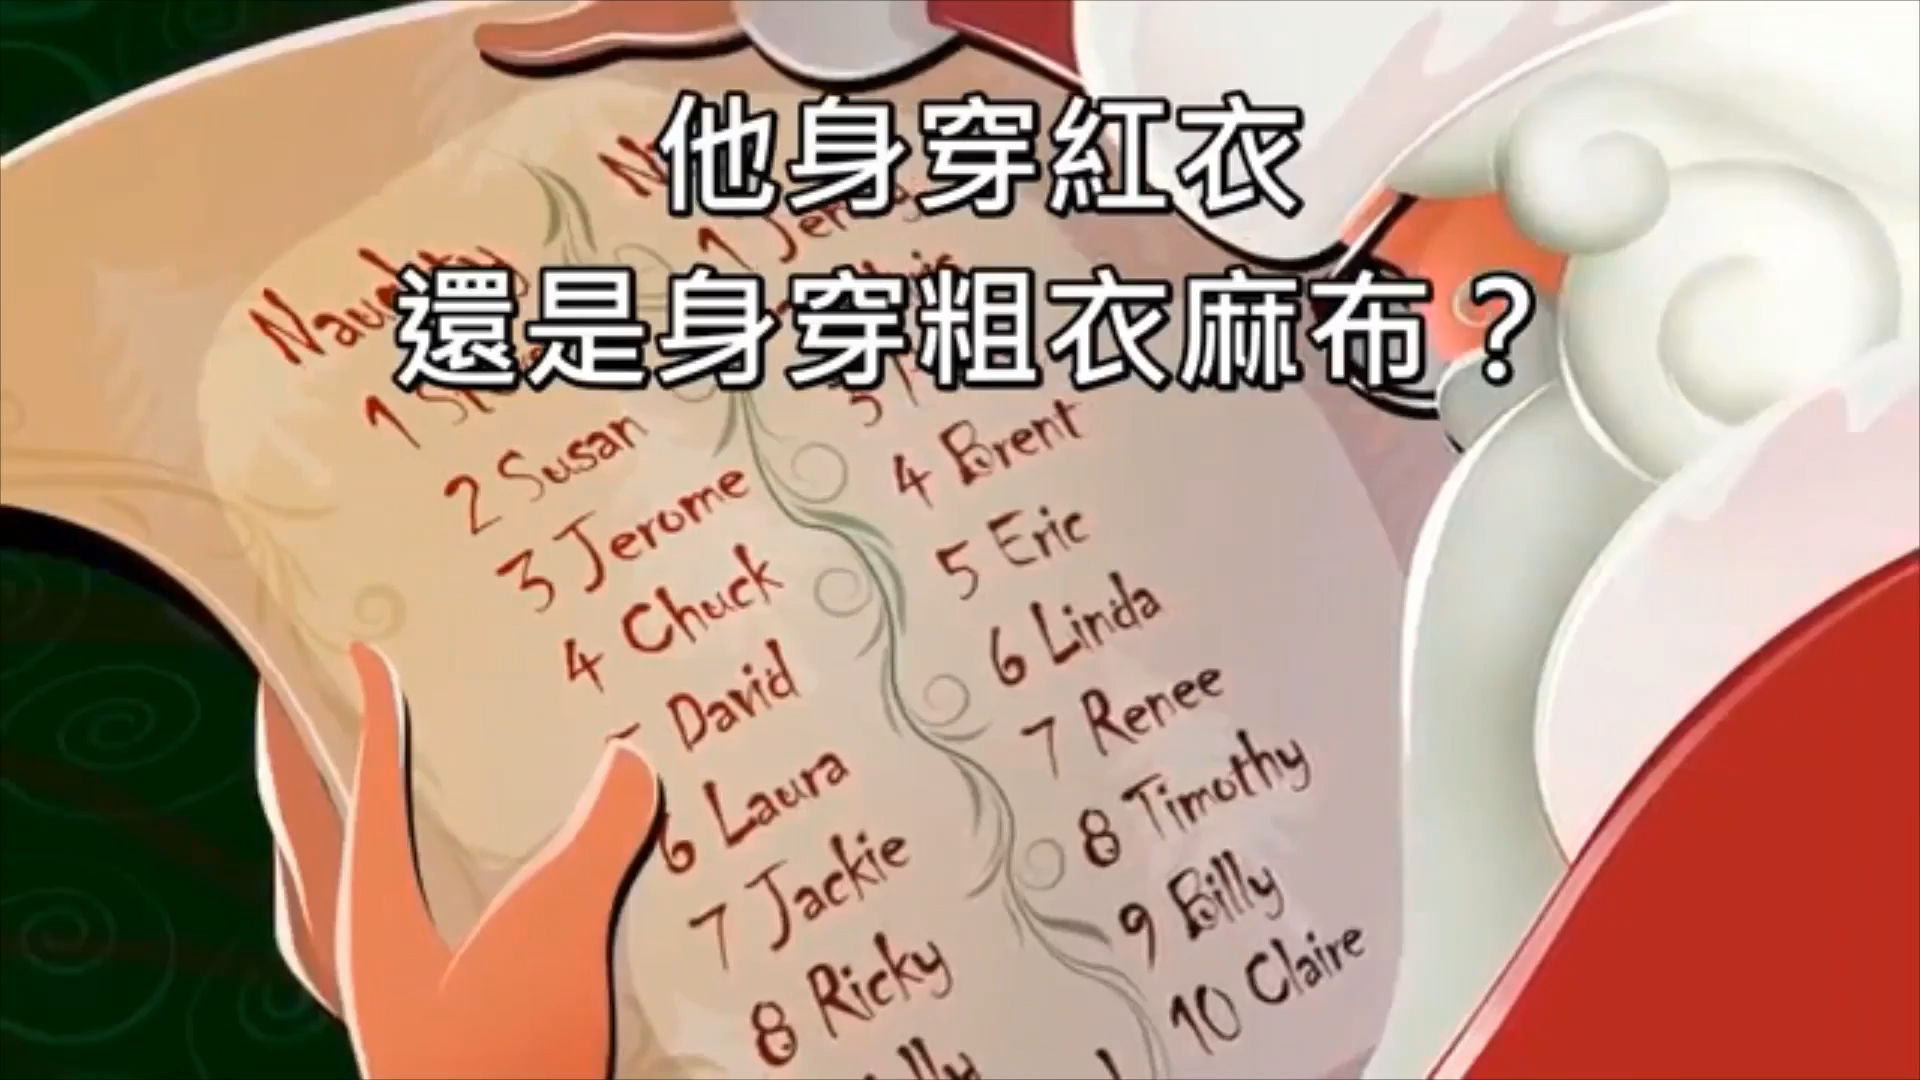 他身穿紅衣
還是身穿粗衣麻布？
Naughty
2 Susan
3 Jerome
4 Chuck
David
6 Laura
7 Jackie
8 Ricky
4 Brent
5 Eric
6 Linda
7 Renee
8 Timothy
9 Billy
10 Claire